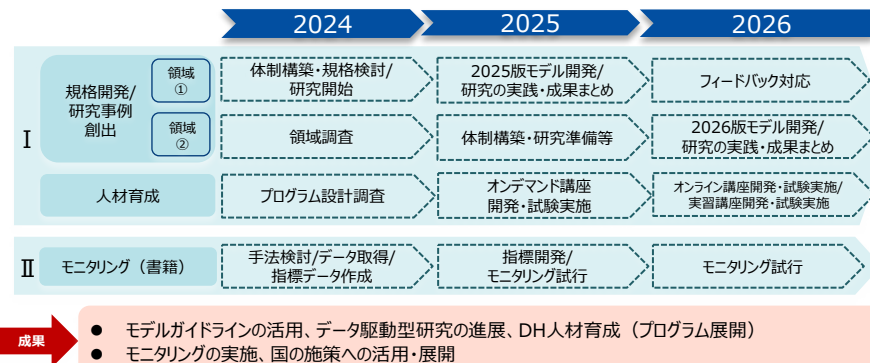 2024
2025
2026
Ⅰ
規格開発/
研究事例
創出
領域
①
体制構築・規格検討/
研究開始
2025版モデル開発/
研究の実践・成果まとめ
フィードバック対応
領域
②
領域調査
体制構築・研究準備等
2026版モデル開発/
研究の実践・成果まとめ
人材育成
プログラム設計調査
オンデマンド講座
開発・試験実施
オンライン講座開発・試験実施/
実習講座開発・試験実施
Ⅱ
モニタリング（書籍）
手法検討/データ取得/
指標データ作成
指標開発/
モニタリング試行
モニタリング試行
成果
● モデルガイドラインの活用、データ駆動型研究の進展、DH人材育成（プログラム展開）
● モニタリングの実施、国の施策への活用・展開